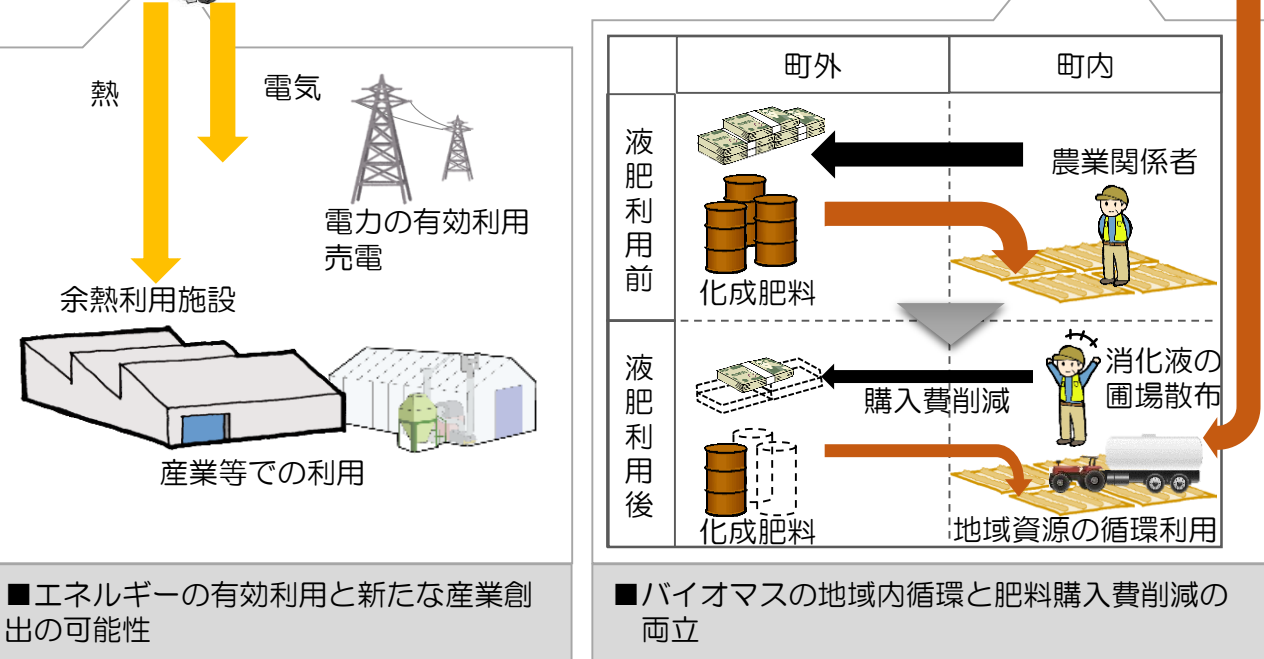 熱
電気
電力の有効利用
売電
余熱利用施設
産業等での利用
■エネルギーの有効利用と新たな産業創
出の可能性
町外
町内
液肥利用前
農業関係者
化成肥料
液肥利用後
購入費削減
消化液の
圃場散布
化成肥料
地域資源の循環利用
■バイオマスの地域内循環と肥料購入費削減の
両立